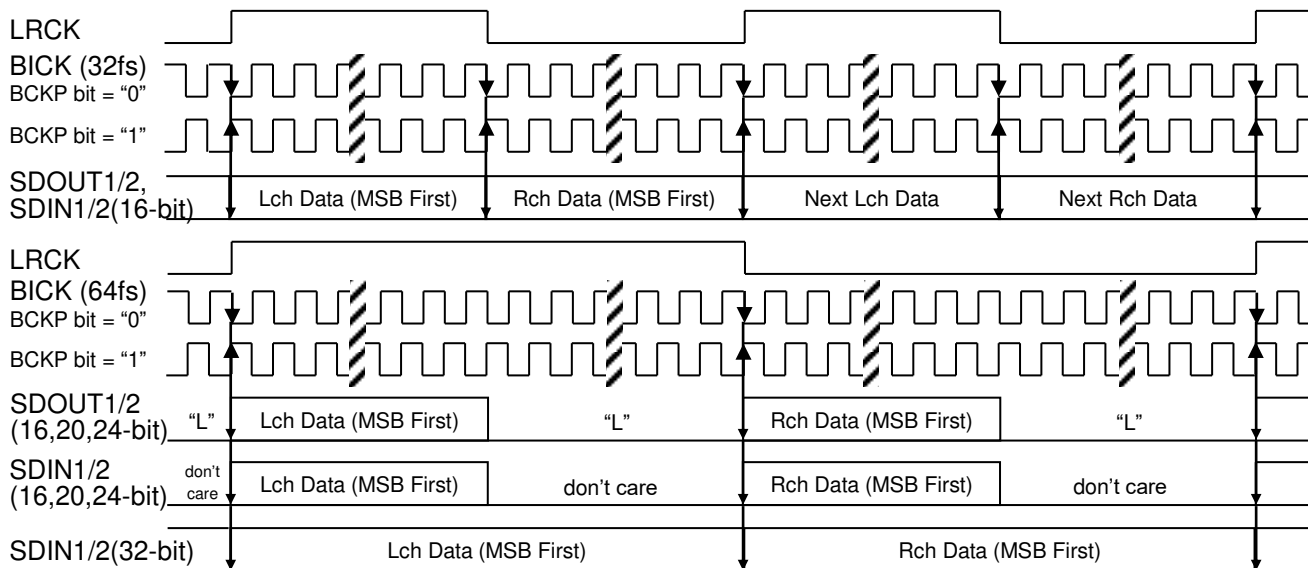 LRCK
BICK (32fs)
BCKP bit = “0”
BCKP bit = “1”
SDOUT1/2,
SDIN1/2(16-bit) Lch Data (MSB First) Rch Data (MSB First) Next Lch Data Next Rch Data
LRCK
BICK (64fs)
BCKP bit = “0”
BCKP bit = “1”
SDOUT1/2
(16,20,24-bit) “L” Lch Data (MSB First) “L” Rch Data (MSB First) “L”
SDIN1/2
(16,20,24-bit) don’t care Lch Data (MSB First) don’t care Rch Data (MSB First) don’t care
SDIN1/2(32-bit) Lch Data (MSB First) Rch Data (MSB First)